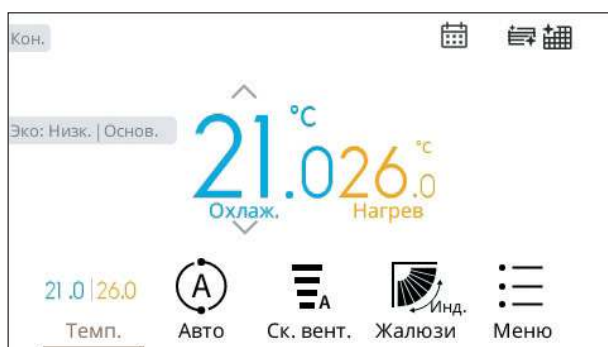 Кон.
Эко: Низк. | Основ.
21.0 °C 26.0 °C
Охлаж. Нагрев
21.0 | 26.0 A A Инд.
Темп. Авто Ск. вент. Жалюзи Меню